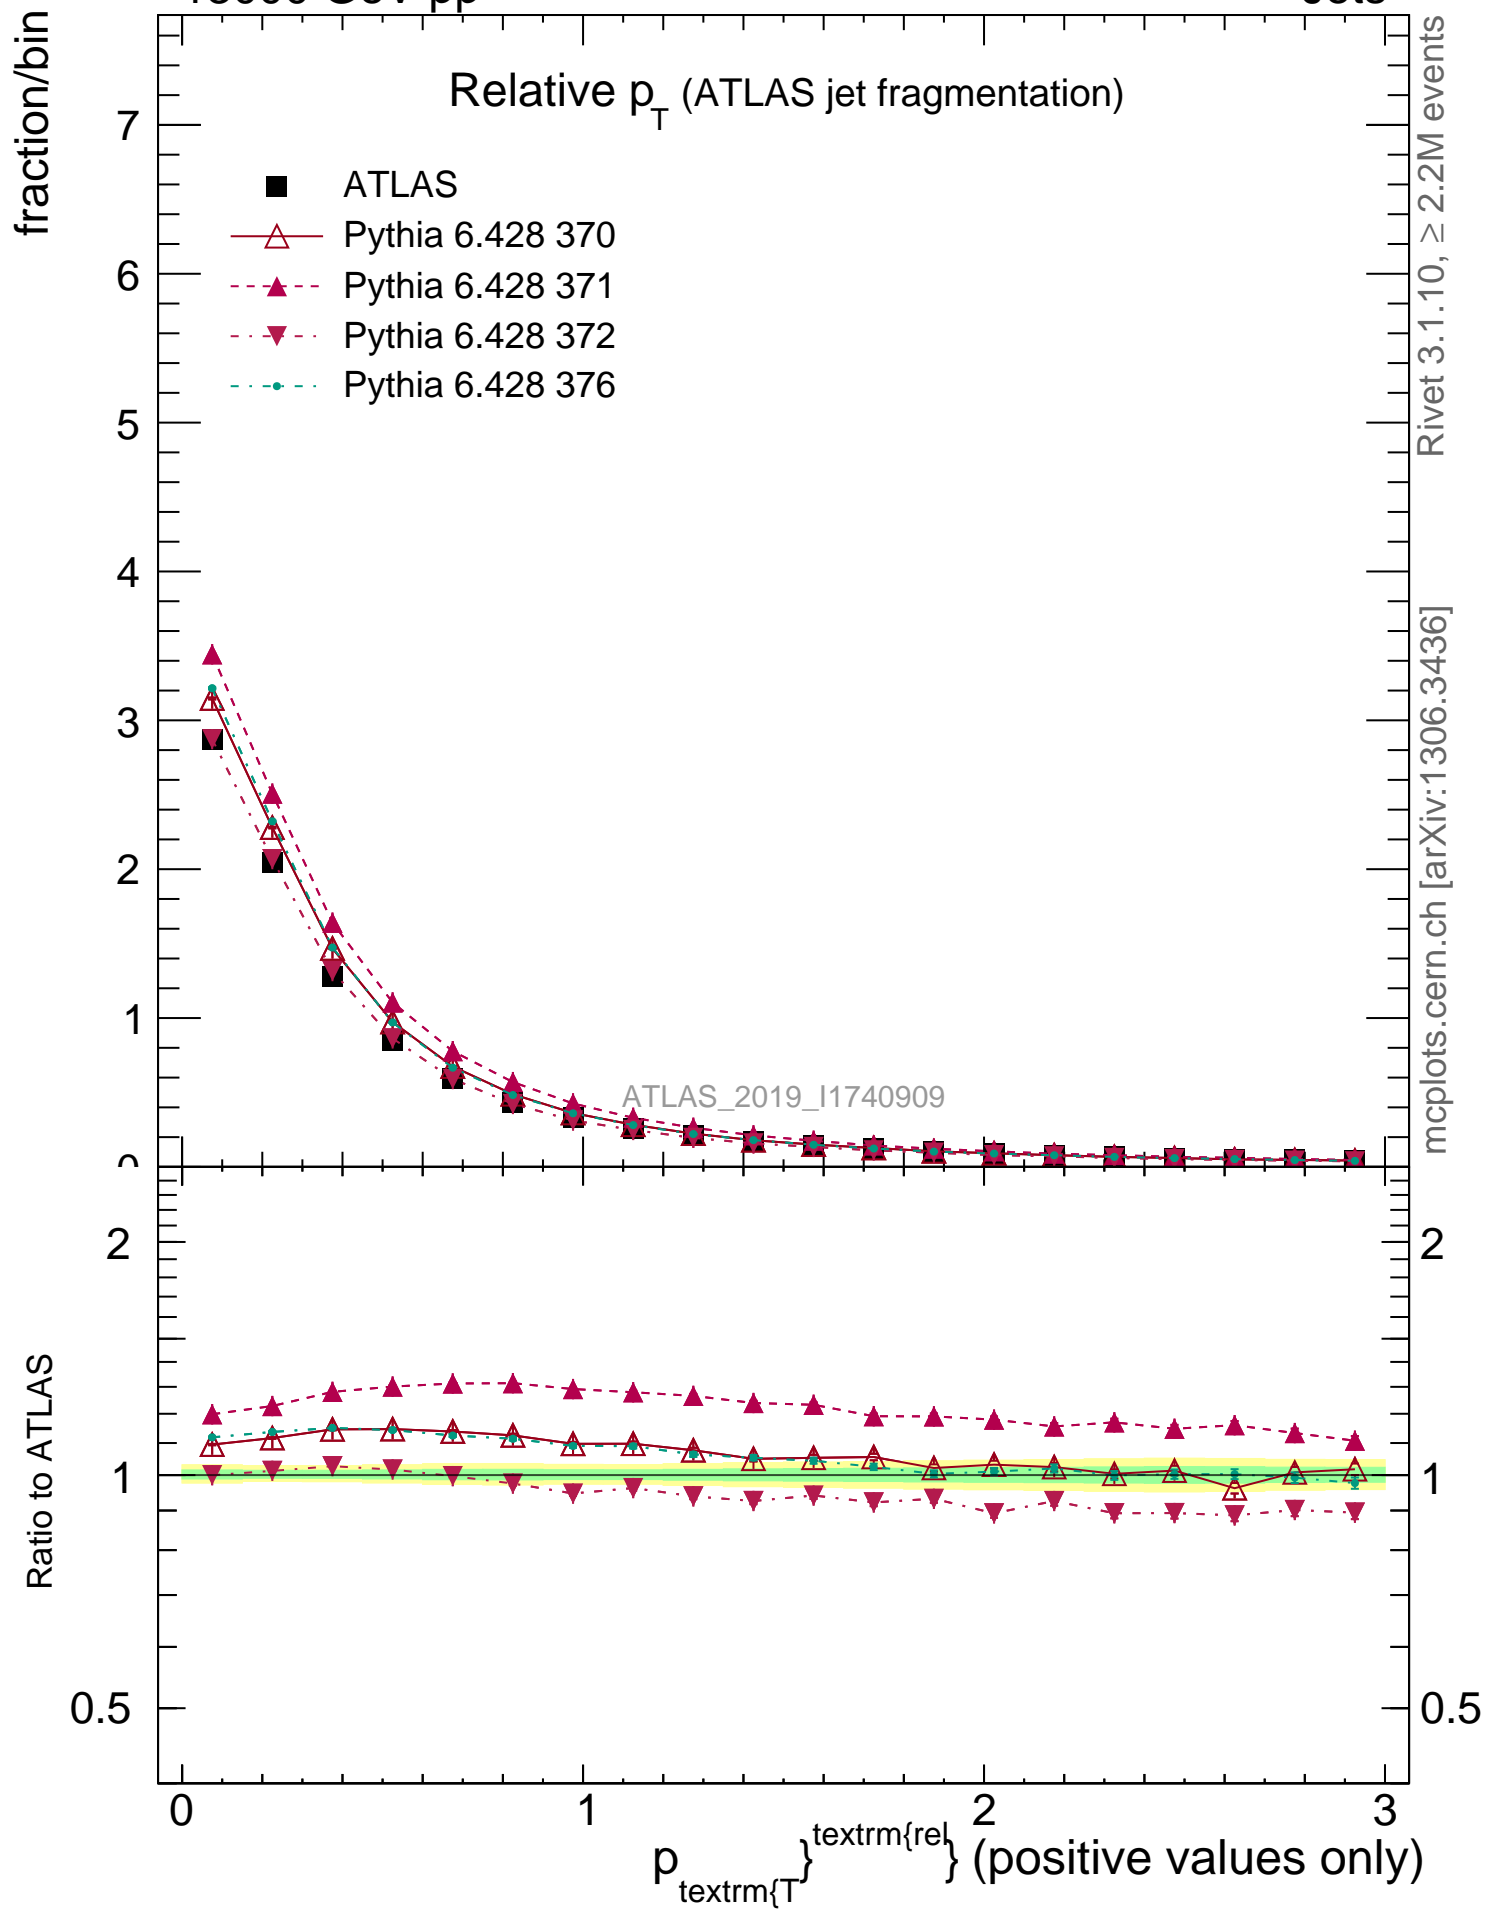 fraction/bin
Relative p_T (ATLAS jet fragmentation)
ATLAS
Pythia 6.428 370
Pythia 6.428 371
Pythia 6.428 372
Pythia 6.428 376
7
6
5
4
3
2
1
0
ATLAS_2019_I1740909
Rivet 3.1.10, ≥ 2.2M events
mcplots.cern.ch [arXiv:1306.3436]
Ratio to ATLAS
2
1
0.5
2
1
0.5
0 1 2 3
p_textrm{T}^textrm{rel} (positive values only)